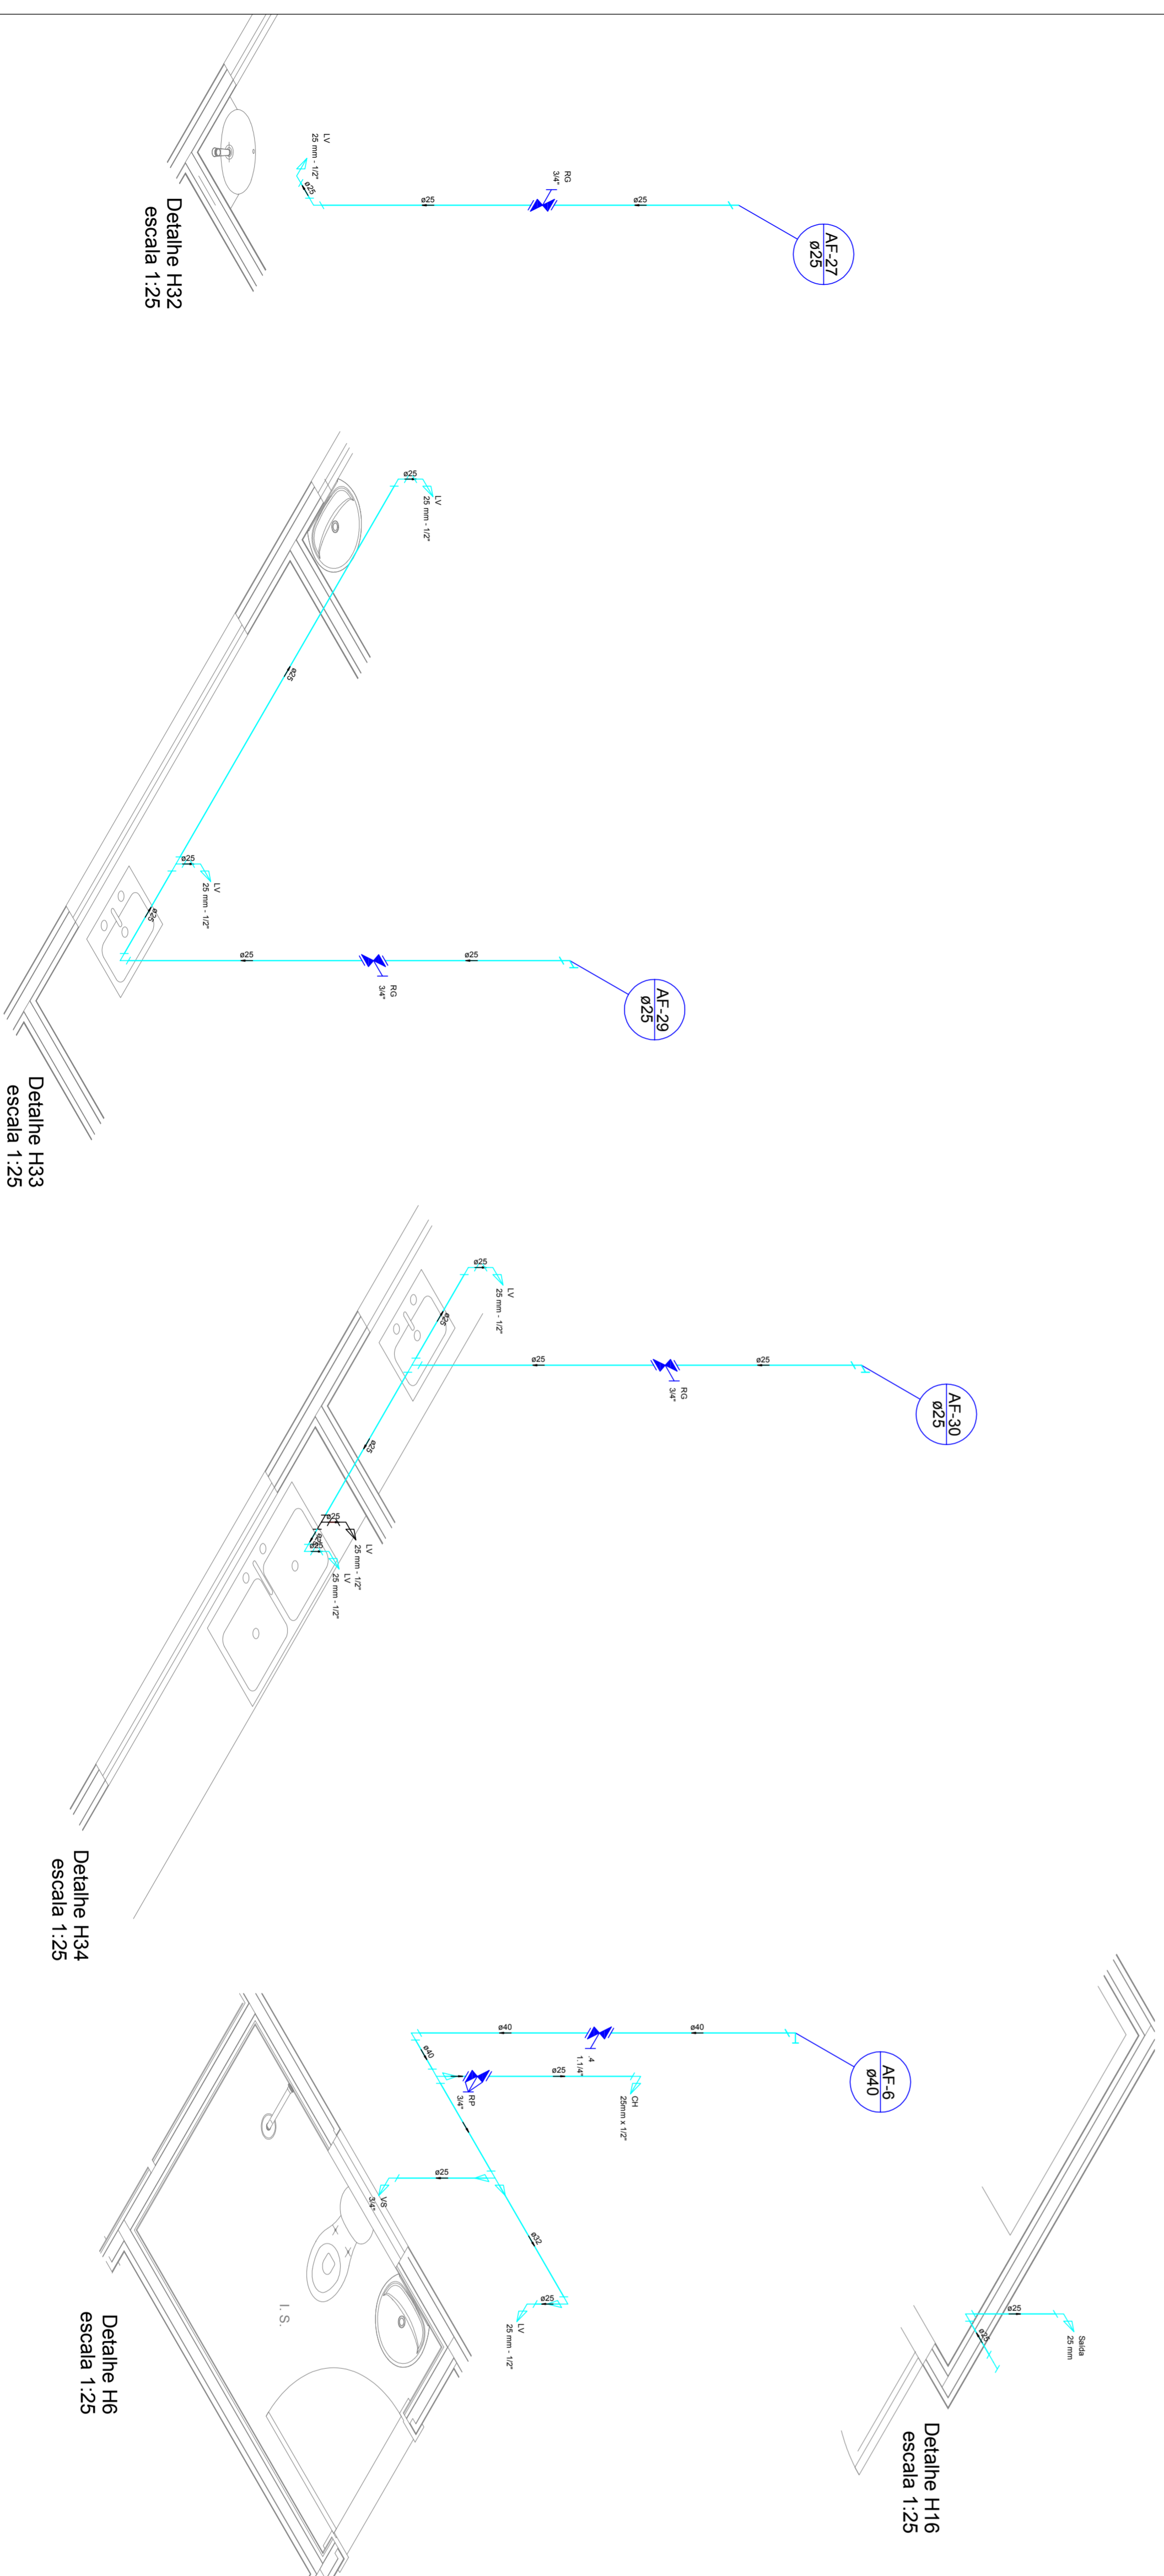 AF-27
ø25
ø25
RG
3/4"
ø25
ø25
LV
25 mm - 1/2"
Detalhe H32
escala 1:25
AF-29
ø25
ø25
RG
3/4"
ø25
ø25
LV
25 mm - 1/2"
ø25
ø25
LV
25 mm - 1/2"
ø25
Detalhe H33
escala 1:25
AF-30
ø25
ø25
RG
3/4"
ø25
LV
25 mm - 1/2"
ø25
ø25
ø25
LV
25 mm - 1/2"
ø25
LV
25 mm - 1/2"
ø25
Detalhe H34
escala 1:25
AF-6
ø40
ø40
.4
1.1/4"
ø40
ø40
CH
25mm x 1/2"
ø25
RP
3/4"
VS
3/4"
ø25
ø32
ø25
LV
25 mm - 1/2"
I. S.
Detalhe H6
escala 1:25
Saída
25 mm
ø25
ø25
Detalhe H16
escala 1:25